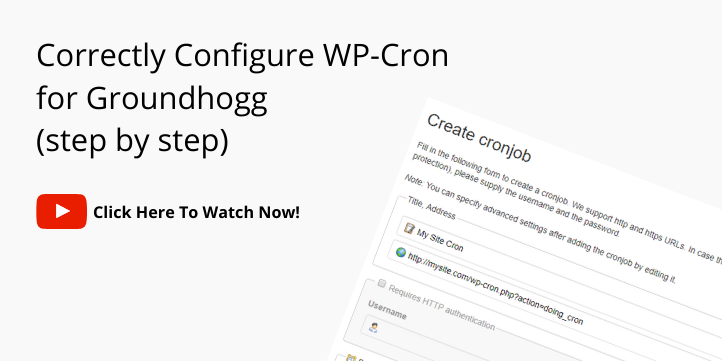 Correctly Configure WP-Cron
for Groundhogg
(step by step)
Click Here To Watch Now!
Create cronjob
Fill in the following form to create a cronjob. We support http and https URLs. In case th
protection), please supply the username and the password.
Note: You can specify advanced settings after adding the cronjob by editing it.
Title, Address
My Site Cron
http://mysite.com/wp-cron.php?action=doing_cron
Requires HTTP authentication
Username